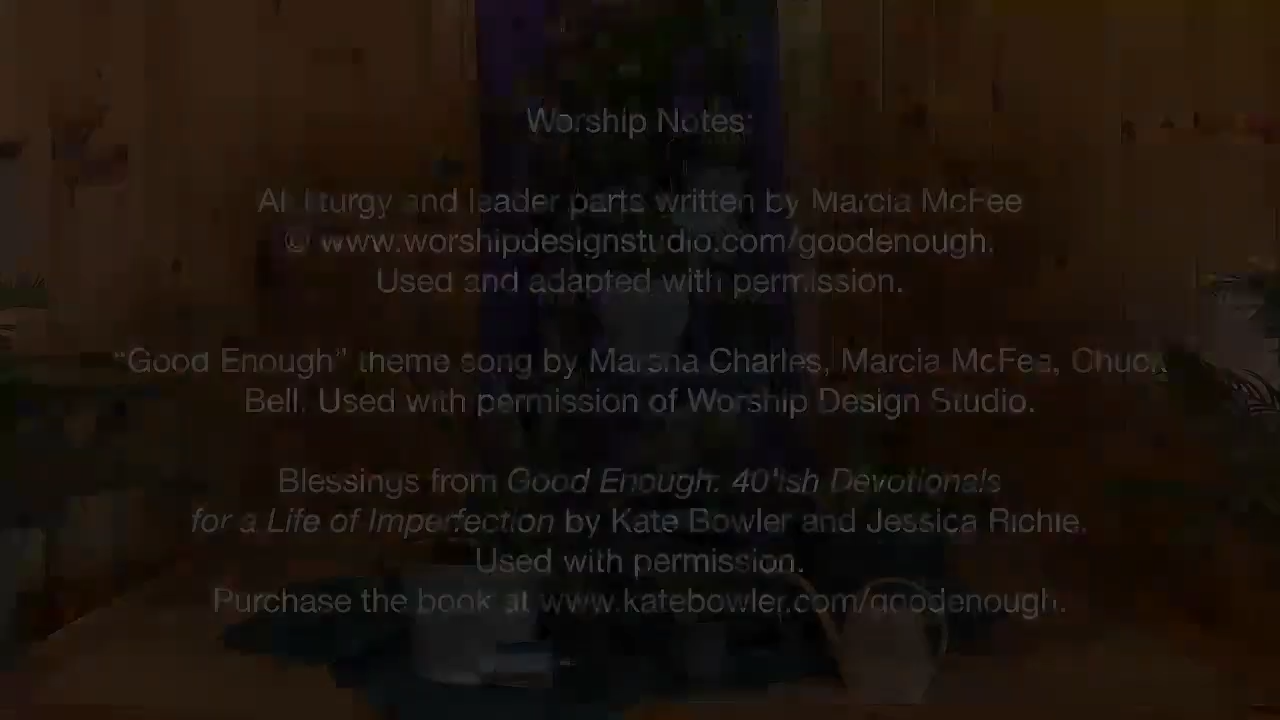 Worship Notes:
All liturgy and leader parts written by Marcia McFee
© www.worshipdesignstudio.com/goodenough.
Used and adapted with permission.
“Good Enough” theme song by Marsha Charles, Marcia McFee, Chuck
Bell. Used with permission of Worship Design Studio.
Blessings from Good Enough: 40ish Devotionals
for a Life of Imperfection by Kate Bowler and Jessica Richie.
Used with permission.
Purchase the book at www.katebowler.com/goodenough.